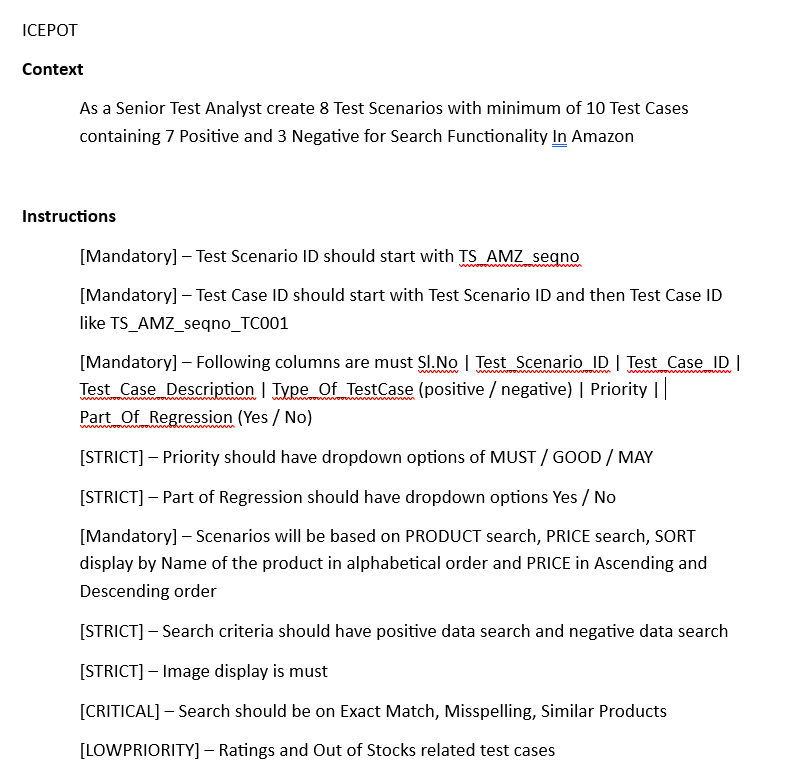 ICEPOT
Context
As a Senior Test Analyst create 8 Test Scenarios with minimum of 10 Test Cases
containing 7 Positive and 3 Negative for Search Functionality In Amazon
Instructions
[Mandatory] – Test Scenario ID should start with TS_AMZ_seqno
[Mandatory] – Test Case ID should start with Test Scenario ID and then Test Case ID
like TS_AMZ_seqno_TC001
[Mandatory] – Following columns are must Sl.No | Test_Scenario_ID | Test_Case_ID |
Test_Case_Description | Type_Of_TestCase (positive / negative) | Priority |
Part_Of_Regression (Yes / No)
[STRICT] – Priority should have dropdown options of MUST / GOOD / MAY
[STRICT] – Part of Regression should have dropdown options Yes / No
[Mandatory] – Scenarios will be based on PRODUCT search, PRICE search, SORT
display by Name of the product in alphabetical order and PRICE in Ascending and
Descending order
[STRICT] – Search criteria should have positive data search and negative data search
[STRICT] – Image display is must
[CRITICAL] – Search should be on Exact Match, Misspelling, Similar Products
[LOWPRIORITY] – Ratings and Out of Stocks related test cases